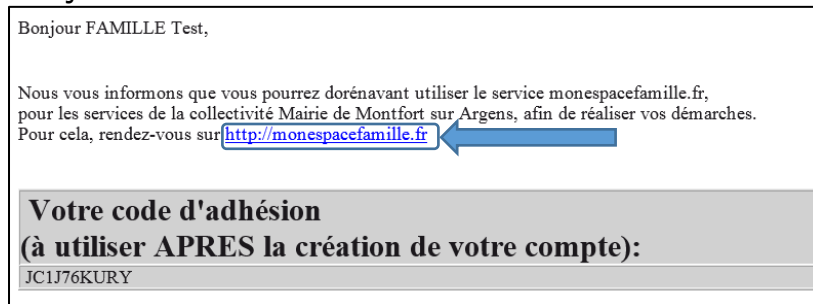 Bonjour FAMILLE Test,
Nous vous informons que vous pourrez dorénavant utiliser le service monespacefamille.fr,
pour les services de la collectivité Mairie de Montfort sur Argens, afin de réaliser vos démarches.
Pour cela, rendez-vous sur http://monespacefamille.fr
Votre code d'adhésion
(à utiliser APRES la création de votre compte):
JC1J76KURY